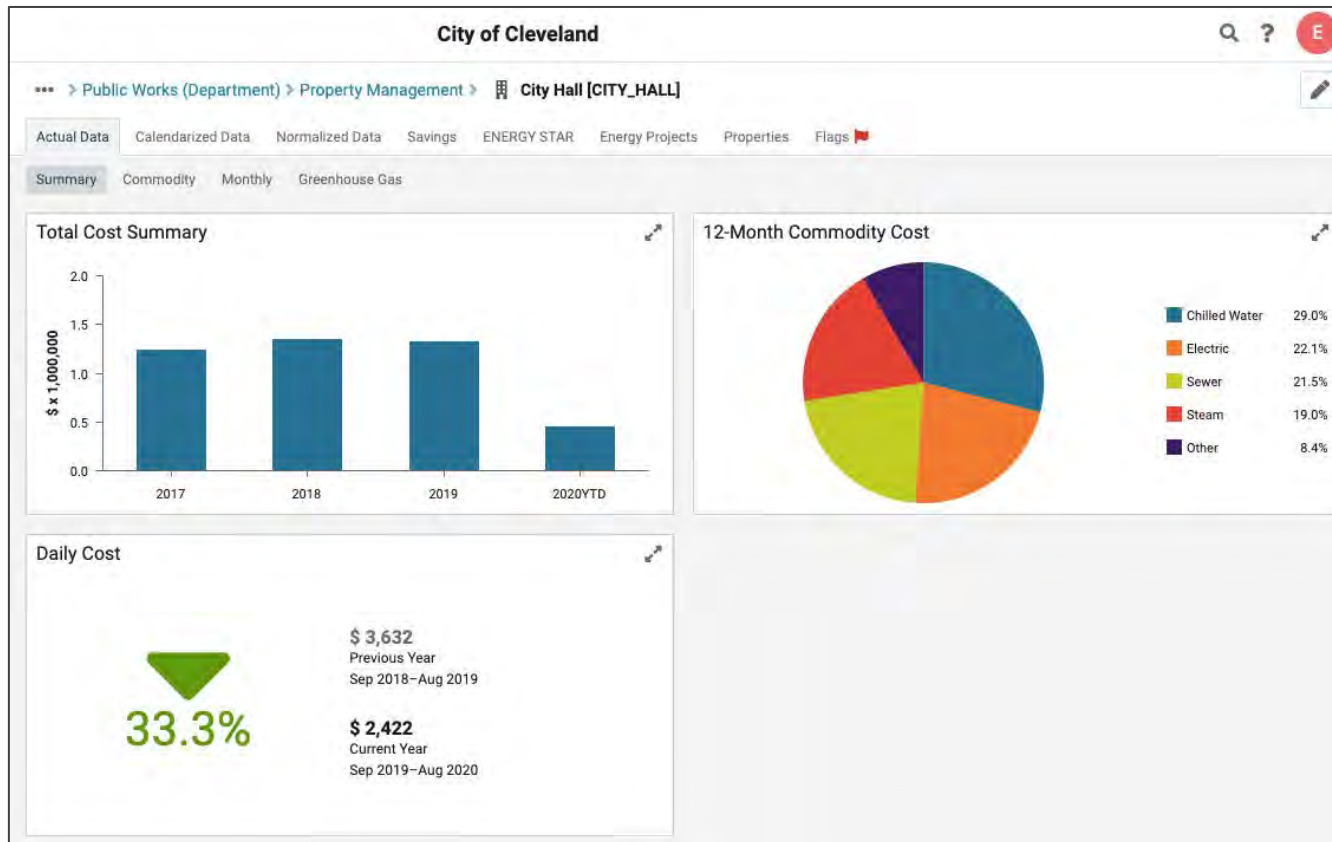 City of Cleveland
?
E
••• > Public Works (Department) > Property Management > City Hall [CITY_HALL]
Actual Data Calendarized Data Normalized Data Savings ENERGY STAR Energy Projects Properties Flags
Summary Commodity Monthly Greenhouse Gas
Total Cost Summary
2.0
1.5
1.0
0.5
0.0
$ x 1,000,000
2017 2018 2019 2020YTD
12-Month Commodity Cost
Chilled Water 29.0%
Electric 22.1%
Sewer 21.5%
Steam 19.0%
Other 8.4%
Daily Cost
33.3%
$ 3,632
Previous Year
Sep 2018–Aug 2019
$ 2,422
Current Year
Sep 2019–Aug 2020